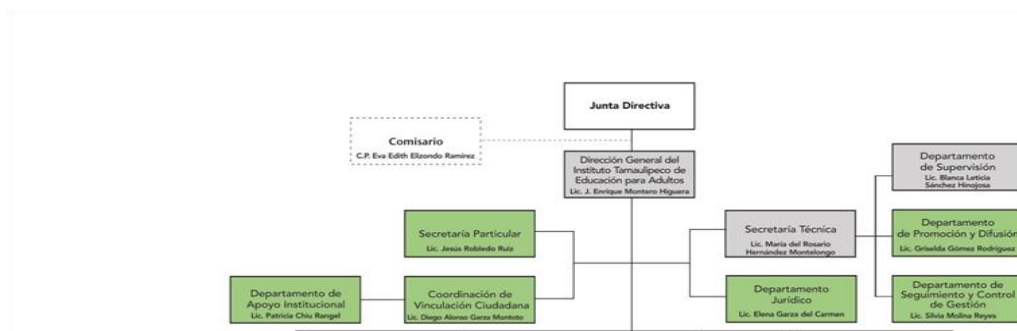 Junta Directiva
Comisario
C.P. Eva Edith Elizondo Ramírez
Dirección General del
Instituto Tamaulipeco de
Educación para Adultos
Lic. J. Enrique Montero Higuera
Departamento
de Supervisión
Lic. Blanca Leticia
Sánchez Hinojosa
Secretaría Particular
Lic. Jesús Robledo Ruiz
Secretaría Técnica
Lic. María del Rosario
Hernández Montelongo
Departamento
de Promoción y Difusión
Lic. Griselda Gómez Rodríguez
Departamento de
Apoyo Institucional
Lic. Patricia Chiu Rangel
Coordinación de
Vinculación Ciudadana
Lic. Diego Alonso Garza Montoto
Departamento
Jurídico
Lic. Elena Garza del Carmen
Departamento de
Seguimiento y Control
de Gestión
Lic. Silvia Molina Reyes